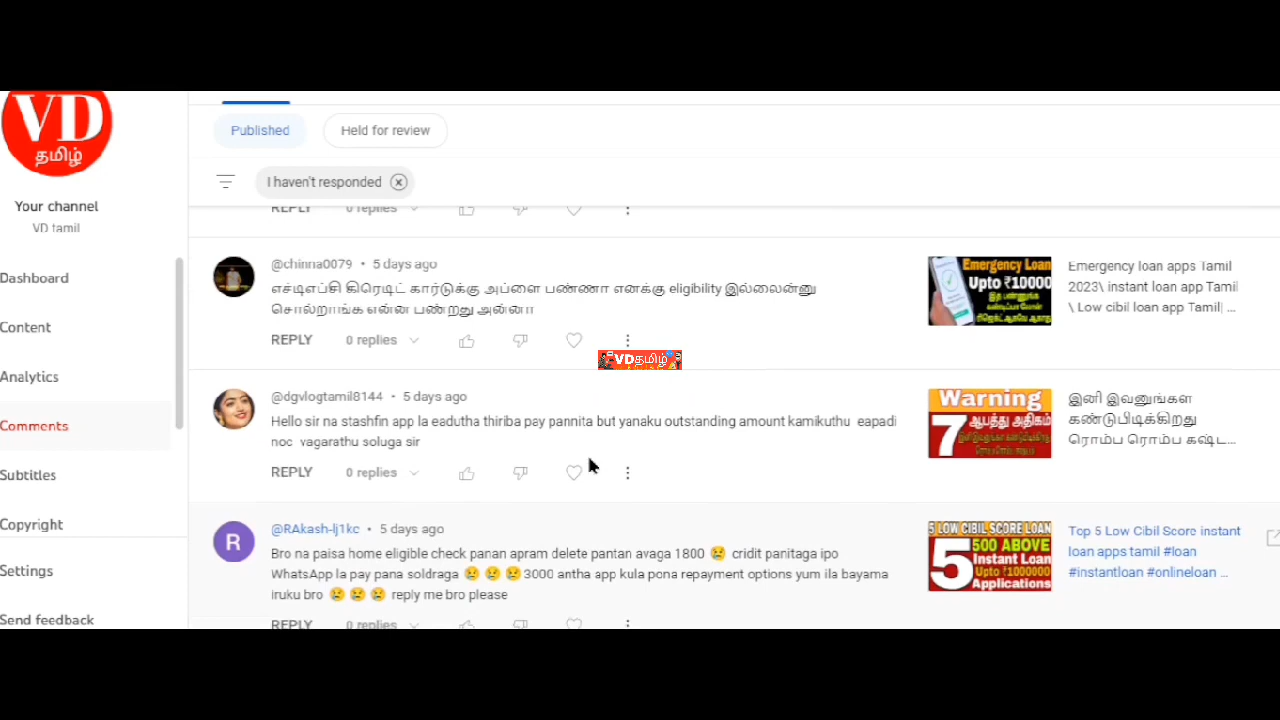 VD
தமிழ்
Your channel
VD tamil
Dashboard
Content
Analytics
Comments
Subtitles
Copyright
Settings
Send feedback
Published
Held for review
I haven't responded
REPLY 0 replies
@chinna0079 • 5 days ago
எச்டிஎப்சி கிரெடிட் கார்டுக்கு அப்ளை பண்ணா எனக்கு eligibility இல்லைன்னு
சொல்றாங்க என்ன பண்றது அன்னா
REPLY 0 replies
Emergency Loan
Upto ₹10000
Emergency loan apps Tamil
2023\ instant loan app Tamil
\ Low cibil loan app Tamil| ...
VDதமிழ்
@dgvlogtamil8144 • 5 days ago
Hello sir na stashfin app la eadutha thiriba pay pannita but yanaku outstanding amount kamikuthu eapadi
noc vagarathu soluga sir
REPLY 0 replies
Warning
7 ஆபத்து அதிகம்
இனி இவனுங்கள
கண்டுபிடிக்கிறது
ரொம்ப ரொம்ப கஷ்ட...
R
@RAkash-lj1kc • 5 days ago
Bro na paisa home eligible check panan apram delete pantan avaga 1800 😢 cridit panitaga ipo
WhatsApp la pay pana soldraga 😢 😢 😢 3000 antha app kula pona repayment options yum ila bayama
iruku bro 😢 😢 😢 reply me bro please
REPLY 0 replies
5 LOW CIBIL SCORE LOAN
500 ABOVE
5 Instant Loan
Upto ₹1000000
Applications
Top 5 Low Cibil Score instant
loan apps tamil #loan
#instantloan #onlineloan ...